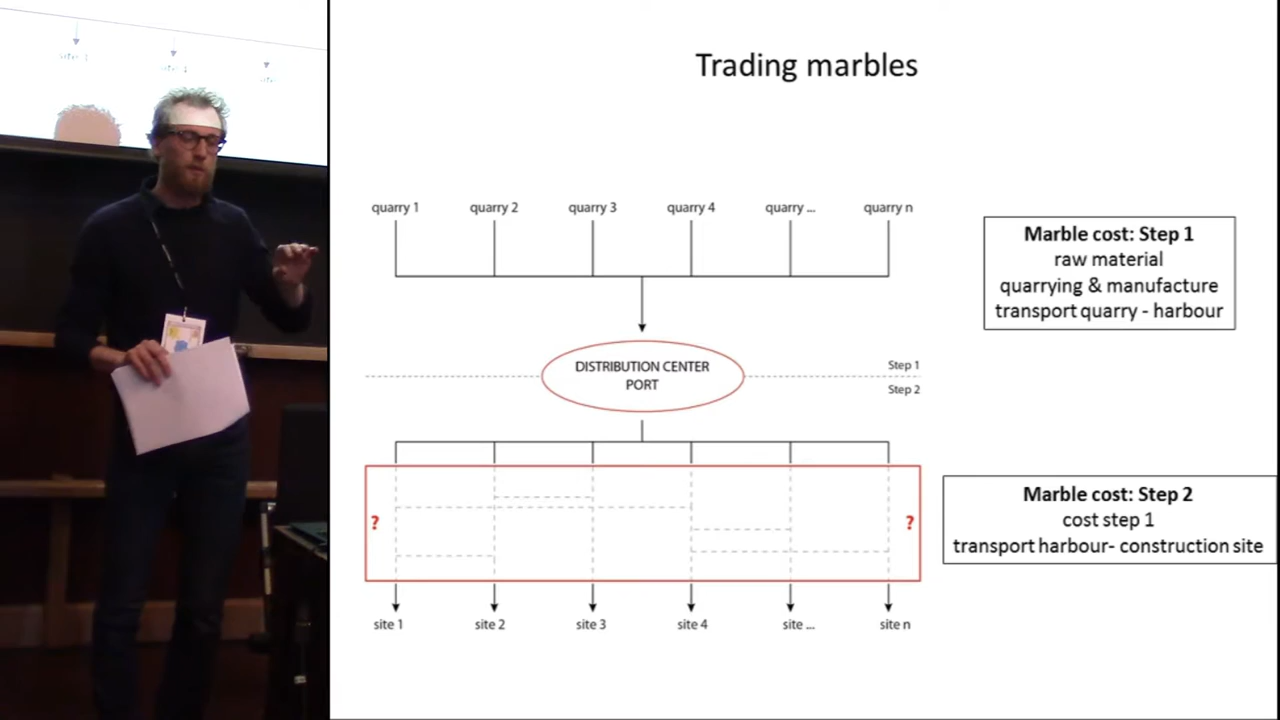 Trading marbles
quarry 1 quarry 2 quarry 3 quarry 4 quarry ... quarry n
Marble cost: Step 1
raw material
quarrying & manufacture
transport quarry - harbour
DISTRIBUTION CENTER
PORT
Step 1
Step 2
?
?
Marble cost: Step 2
cost step 1
transport harbour- construction site
site 1 site 2 site 3 site 4 site ... site n